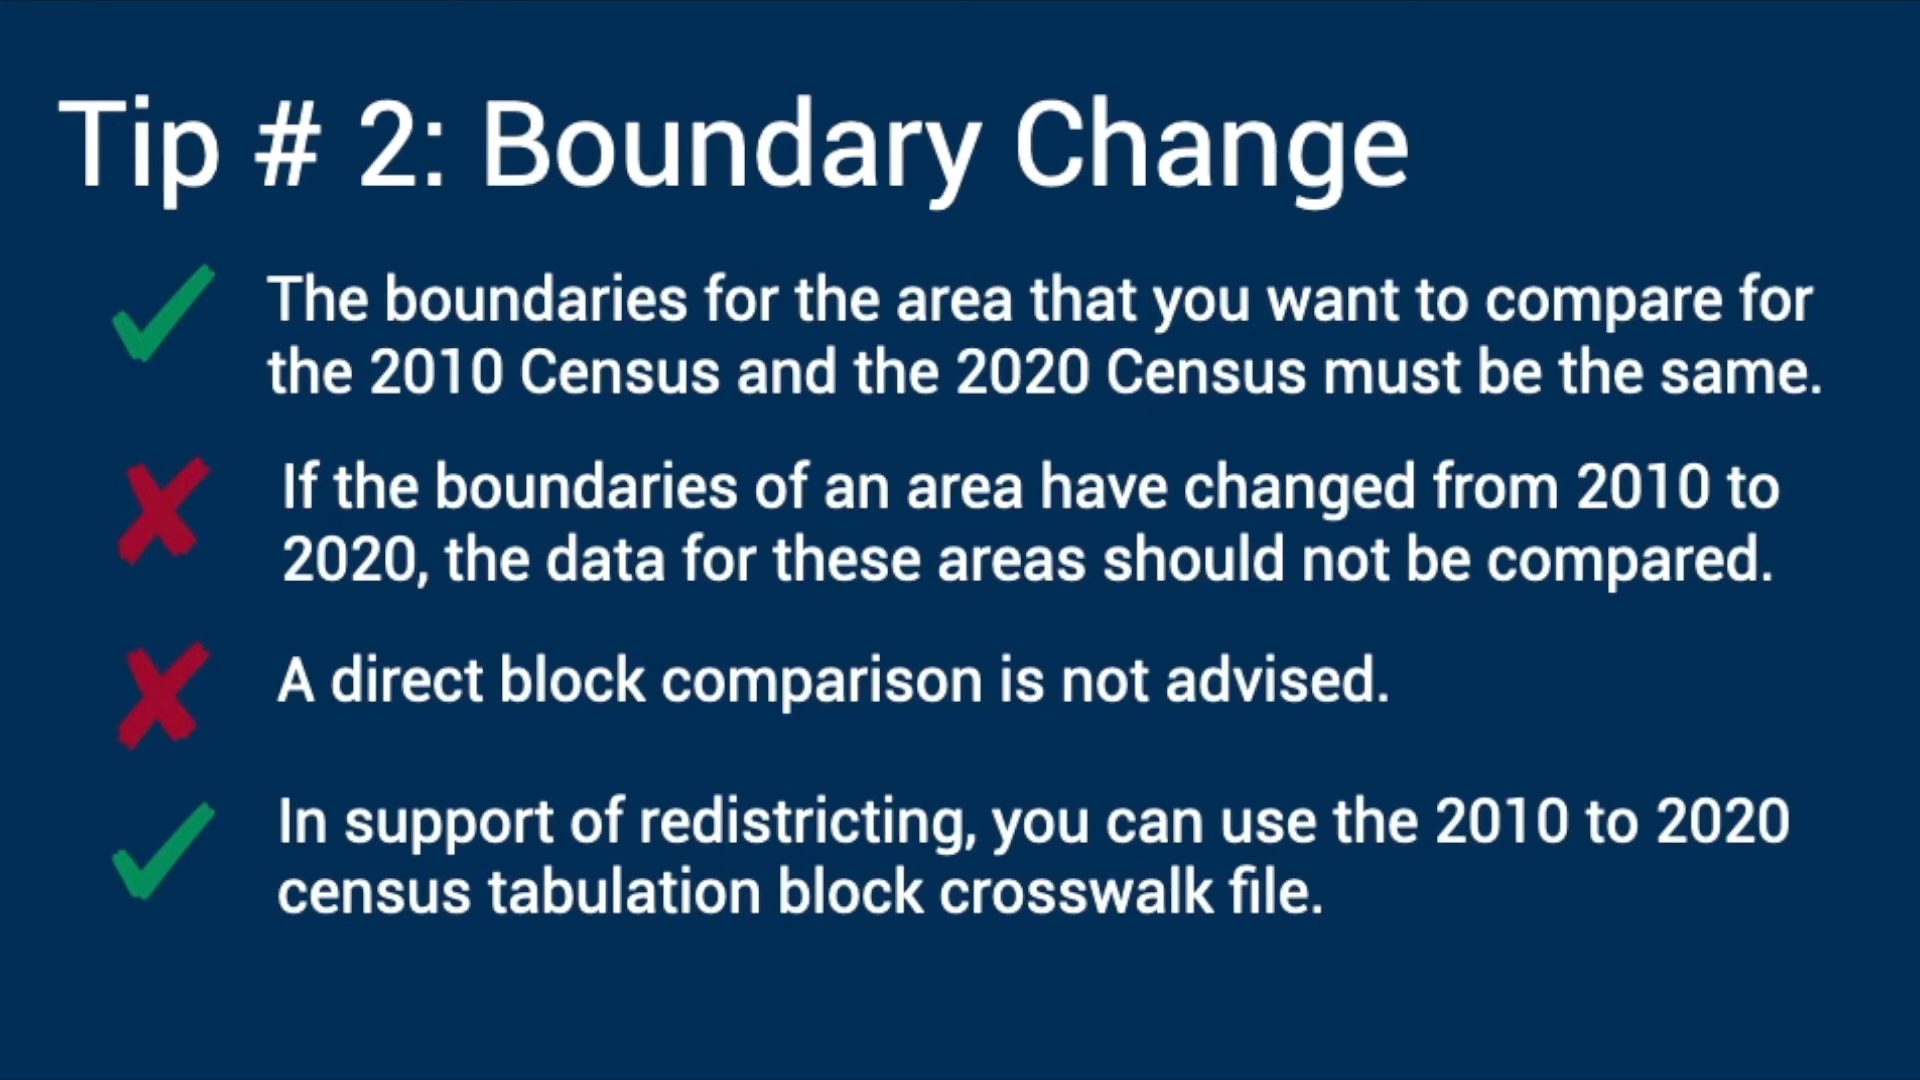 Tip # 2: Boundary Change
The boundaries for the area that you want to compare for
the 2010 Census and the 2020 Census must be the same.
If the boundaries of an area have changed from 2010 to
2020, the data for these areas should not be compared.
A direct block comparison is not advised.
In support of redistricting, you can use the 2010 to 2020
census tabulation block crosswalk file.